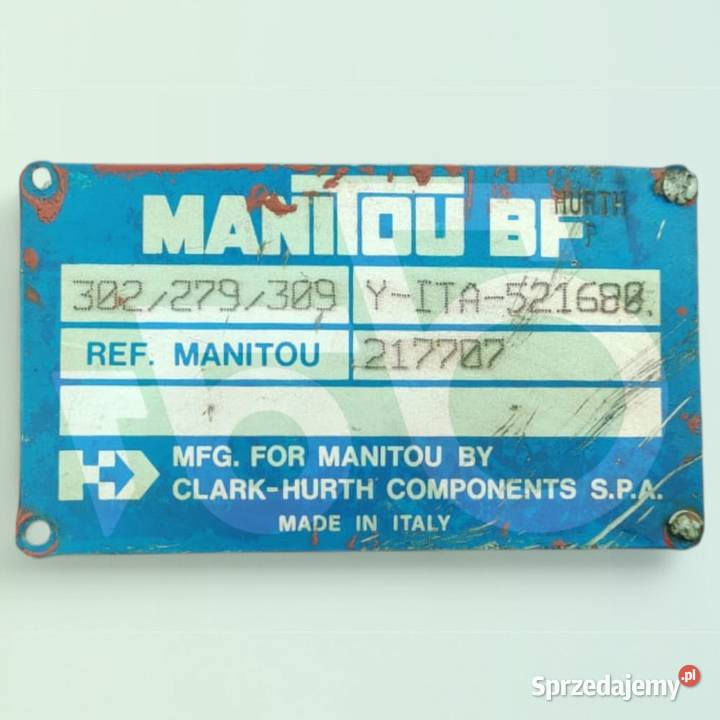 MANITOU BF
HURTH
302/279/309 Y-ITA-521680.
REF. MANITOU 217707
MFG. FOR MANITOU BY
CLARK-HURTH COMPONENTS S.P.A.
MADE IN ITALY
Sprzedajemy.pl